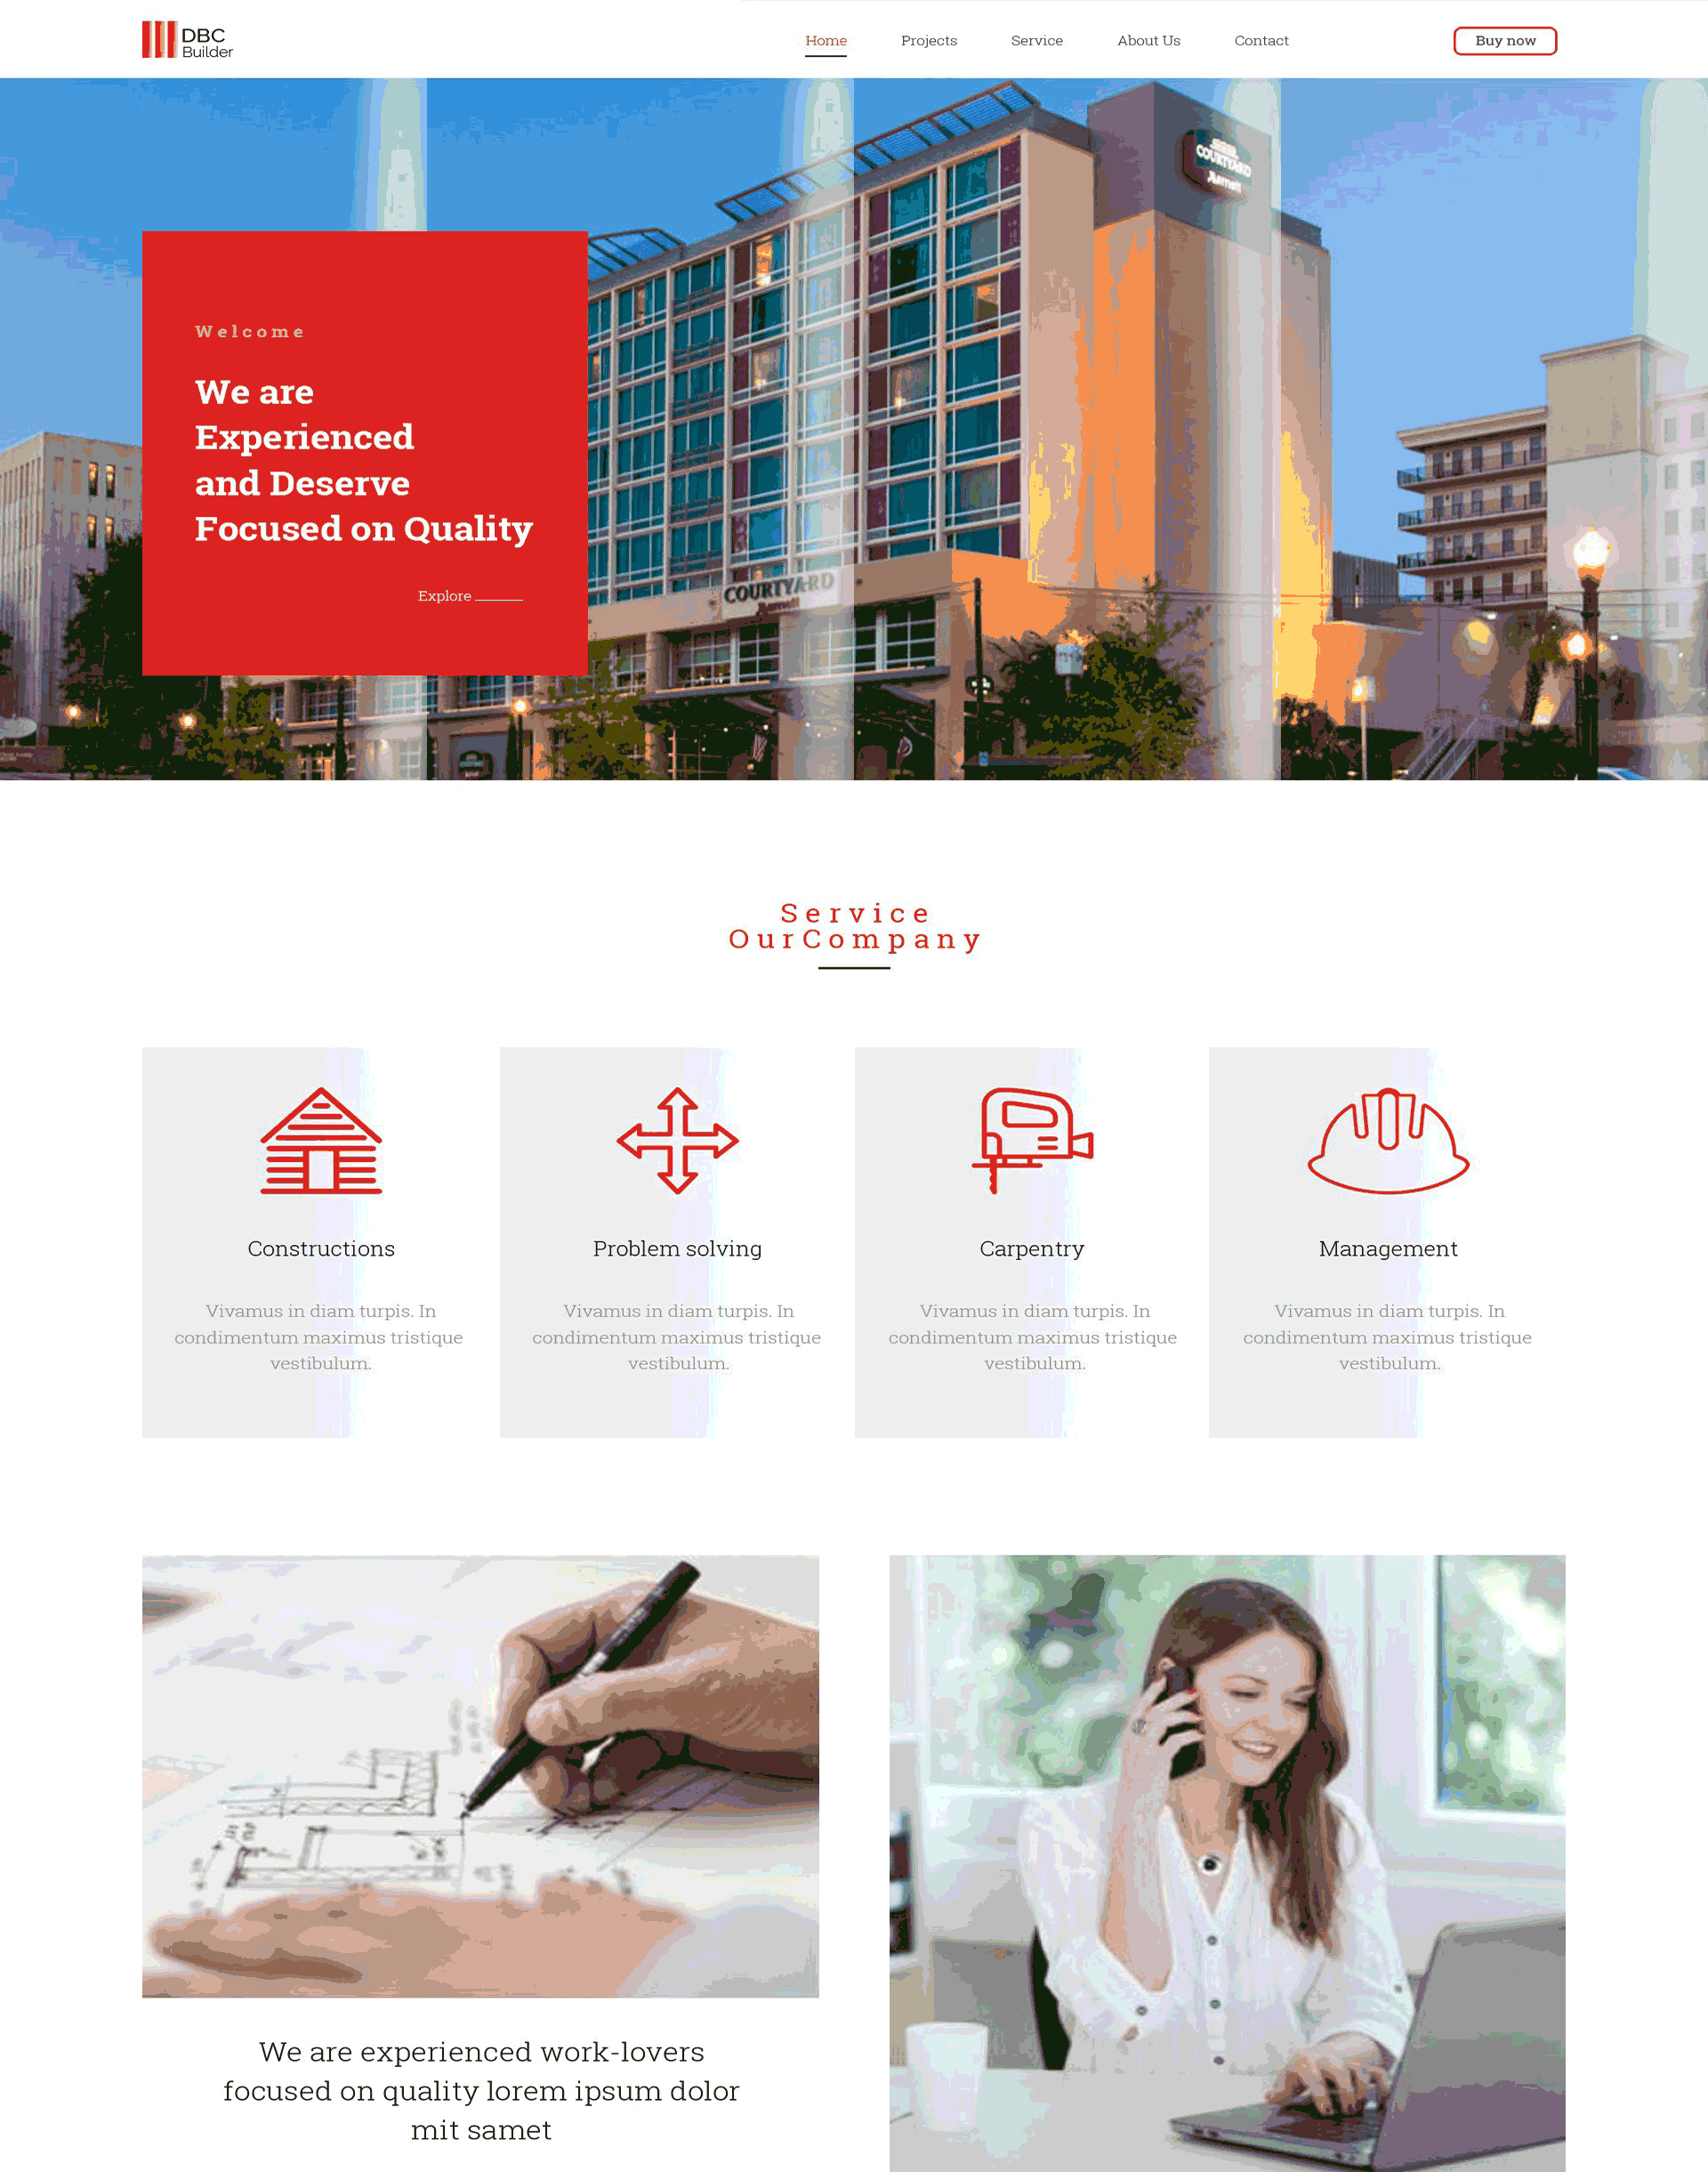 DBC
Builder
Home Projects Service About Us Contact Buy now
COURTYARD
Marriott
Welcome
We are
Experienced
and Deserve
Focused on Quality
Explore
COURTYARD
Service
OurCompany
Constructions Problem solving Carpentry Management
Vivamus in diam turpis. In Vivamus in diam turpis. In Vivamus in diam turpis. In Vivamus in diam turpis. In
condimentum maximus tristique condimentum maximus tristique condimentum maximus tristique condimentum maximus tristique
vestibulum. vestibulum. vestibulum. vestibulum.
We are experienced work-lovers
focused on quality lorem ipsum dolor
mit samet